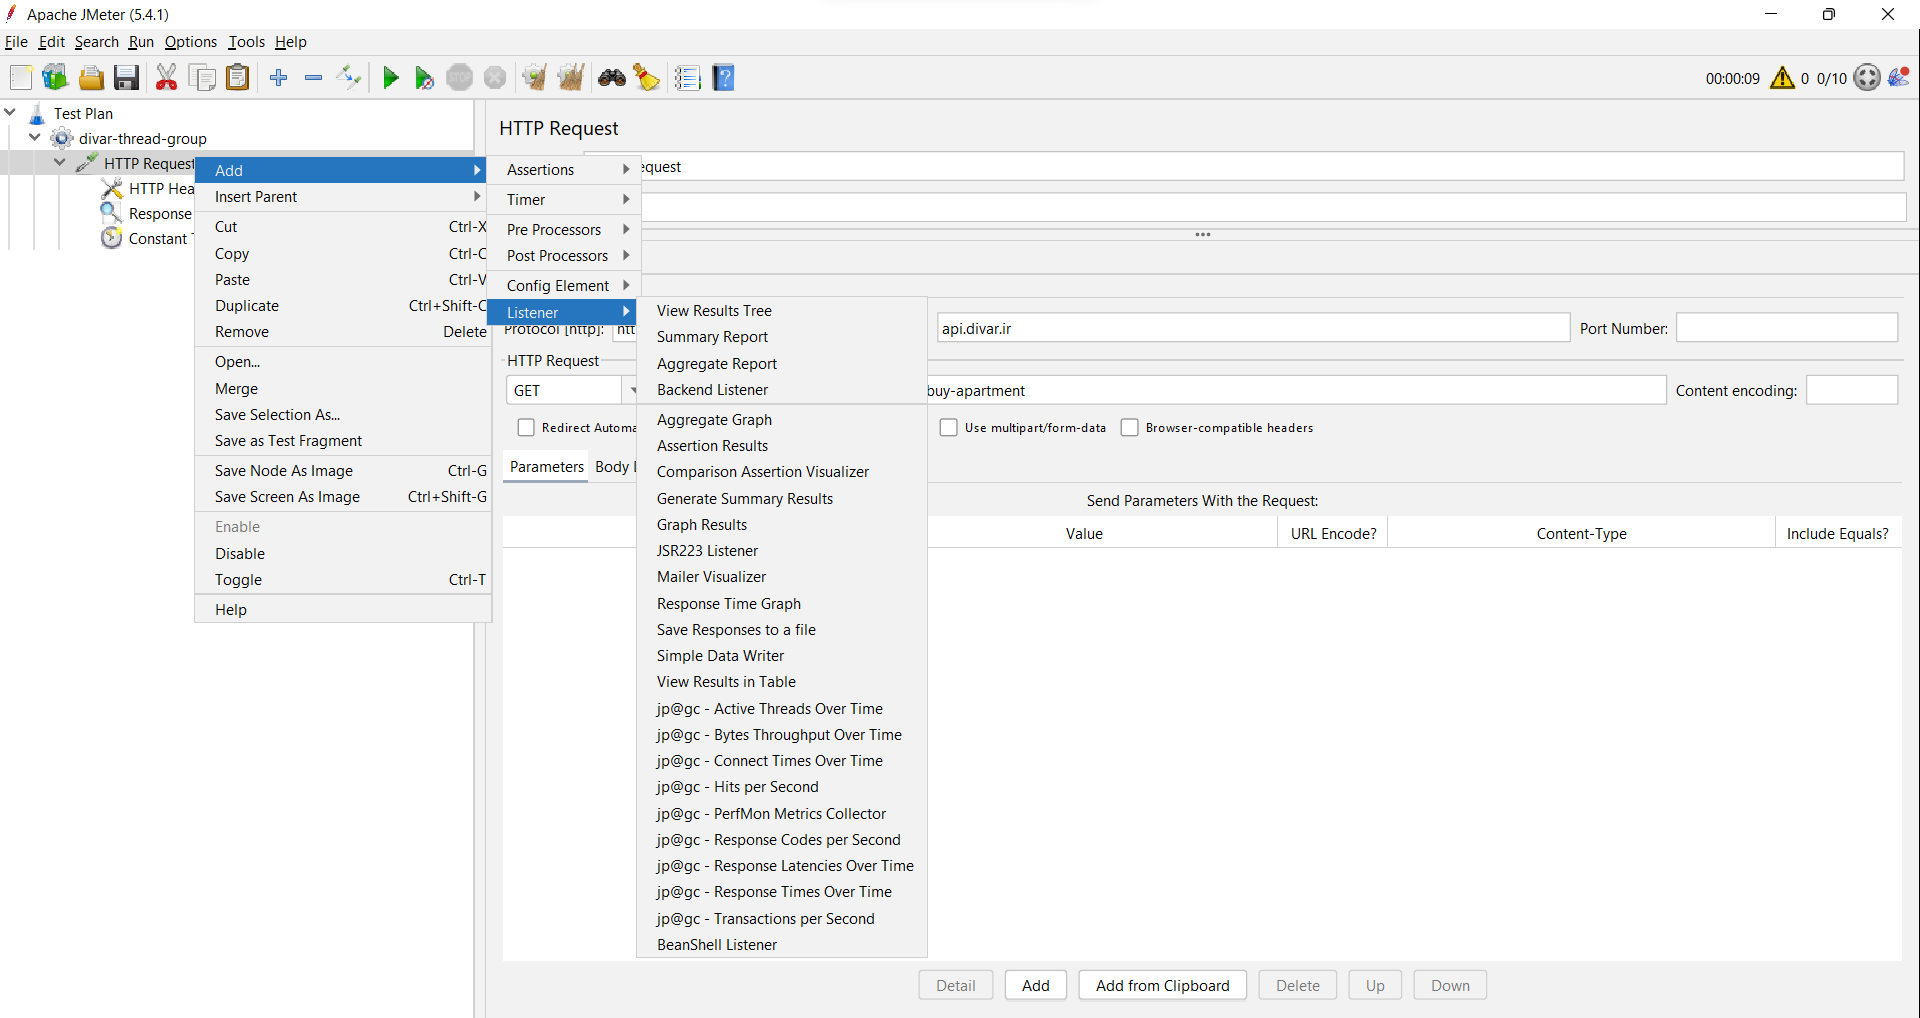 Apache JMeter (5.4.1)
File Edit Search Run Options Tools Help
00:00:09 0 0/10
Test Plan
divar-thread-group
HTTP Request
HTTP Hea
Response
Constant
Add
Insert Parent
Cut Ctrl-X
Copy Ctrl-C
Paste Ctrl-V
Duplicate Ctrl+Shift-C
Remove Delete
Open...
Merge
Save Selection As...
Save as Test Fragment
Save Node As Image Ctrl-G
Save Screen As Image Ctrl+Shift-G
Enable
Disable
Toggle Ctrl-T
Help
Assertions
Timer
Pre Processors
Post Processors
Config Element
Listener
View Results Tree
Summary Report
Aggregate Report
Backend Listener
Aggregate Graph
Assertion Results
Comparison Assertion Visualizer
Generate Summary Results
Graph Results
JSR223 Listener
Mailer Visualizer
Response Time Graph
Save Responses to a file
Simple Data Writer
View Results in Table
jp@gc - Active Threads Over Time
jp@gc - Bytes Throughput Over Time
jp@gc - Connect Times Over Time
jp@gc - Hits per Second
jp@gc - PerfMon Metrics Collector
jp@gc - Response Codes per Second
jp@gc - Response Latencies Over Time
jp@gc - Response Times Over Time
jp@gc - Transactions per Second
BeanShell Listener
HTTP Request
equest
Protocol [http]: htt api.divar.ir Port Number:
HTTP Request
GET buy-apartment Content encoding:
Redirect Automa Use multipart/form-data Browser-compatible headers
Parameters Body
Send Parameters With the Request:
Value URL Encode? Content-Type Include Equals?
Detail Add Add from Clipboard Delete Up Down